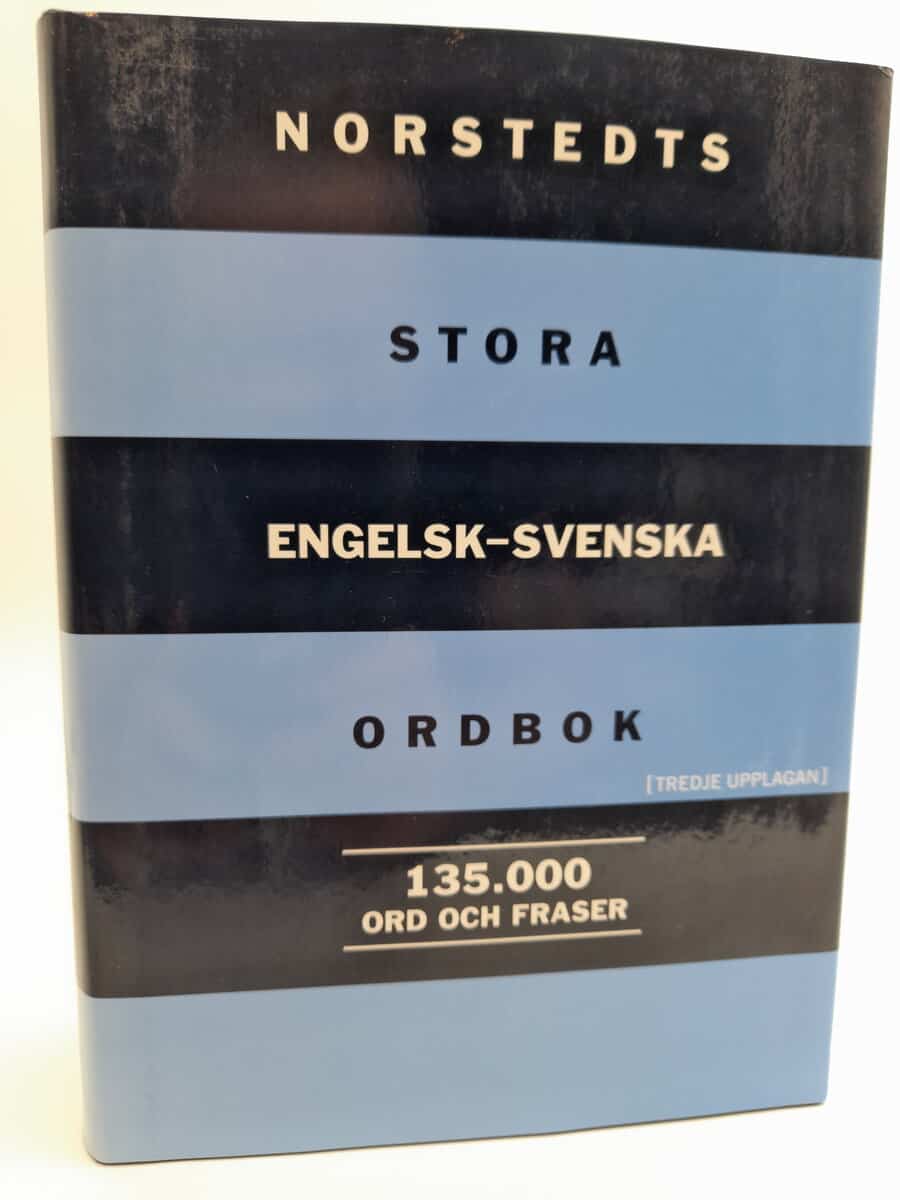 NORSTEDTS
STORA
ENGELSK–SVENSKA
ORDBOK
[TREDJE UPPLAGAN]
135.000
ORD OCH FRASER